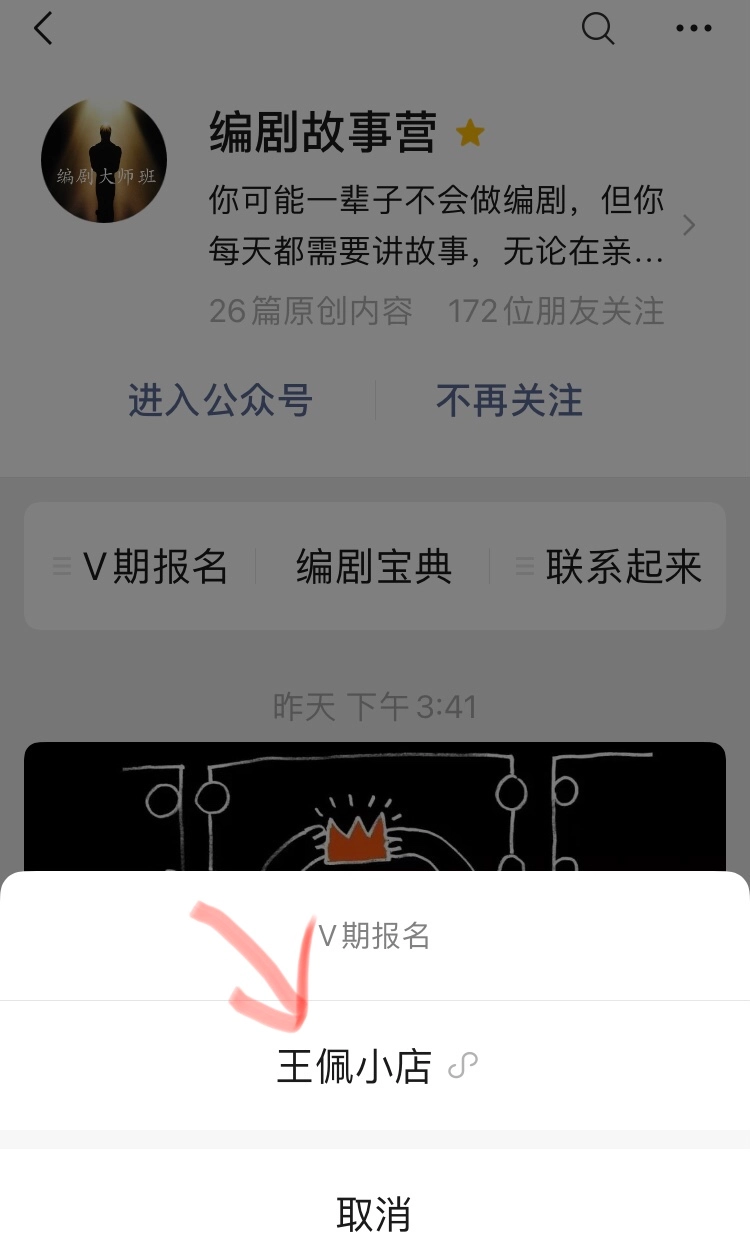 编剧故事营
编剧大师班
你可能一辈子不会做编剧，但你
每天都需要讲故事，无论在亲...
26篇原创内容 172位朋友关注
进入公众号 不再关注
V期报名 编剧宝典 联系起来
昨天 下午3:41
V期报名
王佩小店
取消